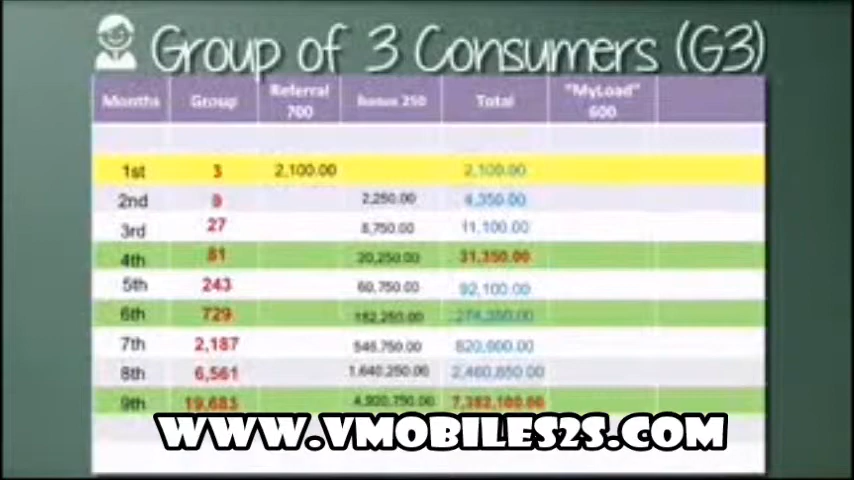 Group of 3 Consumers (G3)
Months Group Referral 700 Bonus 250 Total "MyLoad" 600
1st 3 2,100.00 2,100.00
2nd 9 2,250.00 4,350.00
3rd 27 6,750.00 11,100.00
4th 81 20,250.00 31,350.00
5th 243 60,750.00 92,100.00
6th 729 182,250.00 274,350.00
7th 2,187 546,750.00 820,600.00
8th 6,561 1,640,250.00 2,460,850.00
9th 19,683 4,920,750.00 7,382,100.00
WWW.VMOBILES2S.COM